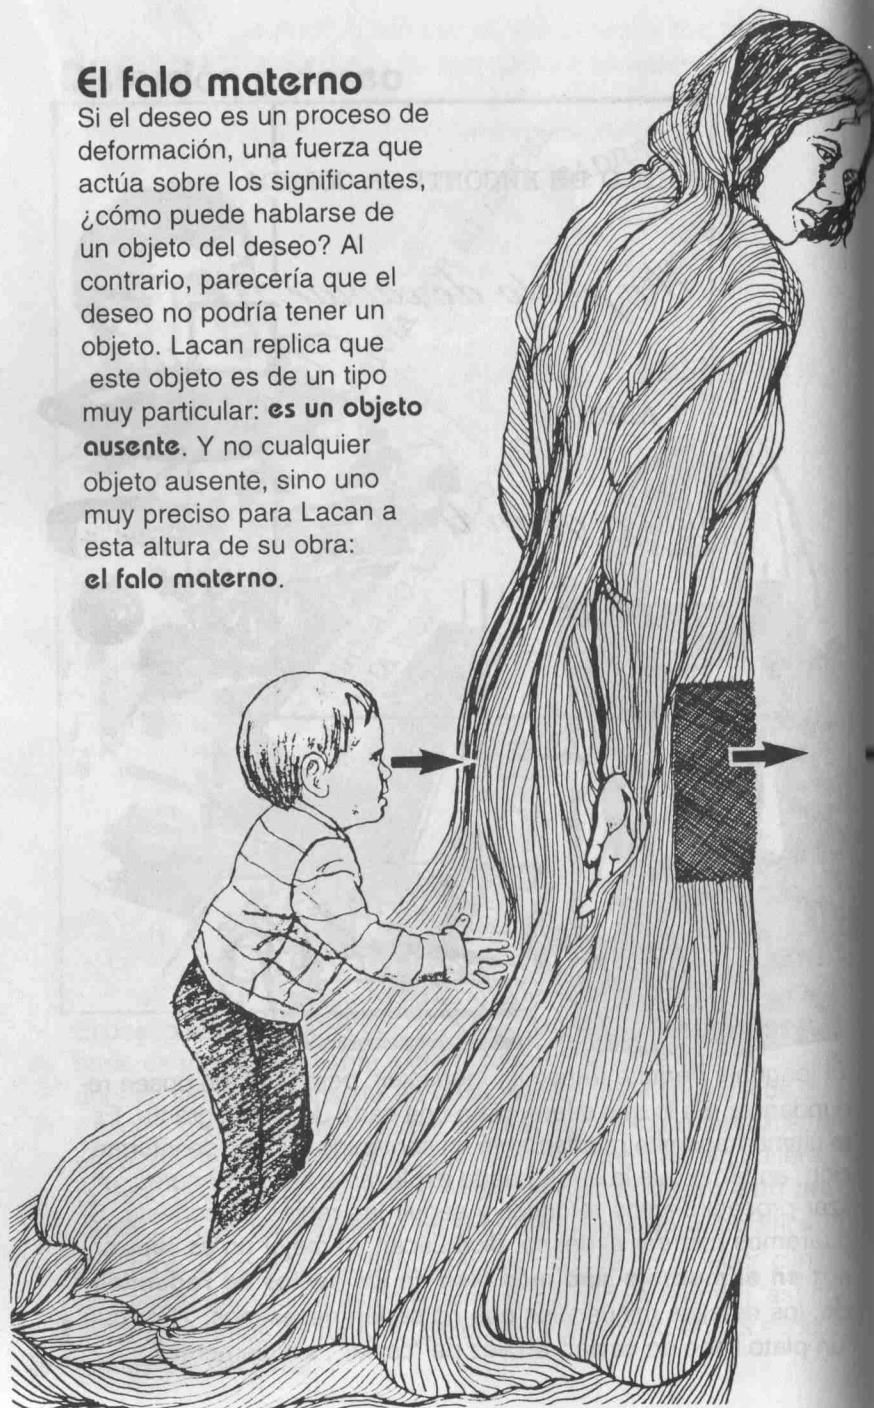 El falo materno
Si el deseo es un proceso de
deformación, una fuerza que
actúa sobre los significantes,
¿cómo puede hablarse de
un objeto del deseo? Al
contrario, parecería que el
deseo no podría tener un
objeto. Lacan replica que
este objeto es de un tipo
muy particular: es un objeto
ausente. Y no cualquier
objeto ausente, sino uno
muy preciso para Lacan a
esta altura de su obra:
el falo materno.